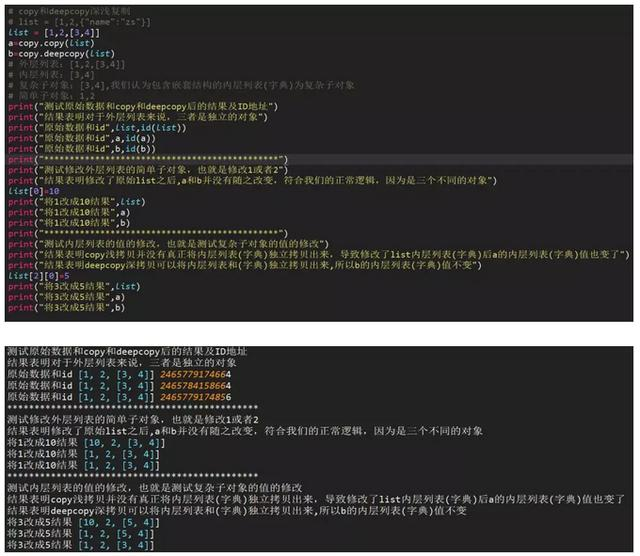 # copy和deepcopy深浅复制
# list = [1,2,{"name":"zs"}]
list = [1,2,[3,4]]
a=copy.copy(list)
b=copy.deepcopy(list)
# 外层列表：[1,2,[3,4]]
# 内层列表：[3,4]
# 复杂子对象：[3,4],我们认为包含嵌套结构的内层列表(字典)为复杂子对象
# 简单子对象：1,2
print("测试原始数据和copy和deepcopy后的结果及ID地址")
print("结果表明对于外层列表来说，三者是独立的对象")
print("原始数据和id",list,id(list))
print("原始数据和id",a,id(a))
print("原始数据和id",b,id(b))
print("**********************************************")
print("测试修改外层列表的简单子对象，也就是修改1或者2")
print("结果表明修改了原始list之后,a和b并没有随之改变，符合我们的正常逻辑，因为是三个不同的对象")
list[0]=10
print("将1改成10结果",list)
print("将1改成10结果",a)
print("将1改成10结果",b)
print("**********************************************")
print("测试内层列表的值的修改，也就是测试复杂子对象的值的修改")
print("结果表明copy浅拷贝并没有真正将内层列表(字典)独立拷贝出来，导致修改了list内层列表(字典)后a的内层列表(字典)值也变了")
print("结果表明deepcopy深拷贝可以将内层列表和(字典)独立拷贝出来,所以b的内层列表(字典)值不变")
list[2][0]=5
print("将3改成5结果",list)
print("将3改成5结果",a)
print("将3改成5结果",b)
测试原始数据和copy和deepcopy后的结果及ID地址
结果表明对于外层列表来说，三者是独立的对象
原始数据和id [1, 2, [3, 4]] 2465779174664
原始数据和id [1, 2, [3, 4]] 2465784158664
原始数据和id [1, 2, [3, 4]] 2465779174856
**********************************************
测试修改外层列表的简单子对象，也就是修改1或者2
结果表明修改了原始list之后,a和b并没有随之改变，符合我们的正常逻辑，因为是三个不同的对象
将1改成10结果 [10, 2, [3, 4]]
将1改成10结果 [1, 2, [3, 4]]
将1改成10结果 [1, 2, [3, 4]]
**********************************************
测试内层列表的值的修改，也就是测试复杂子对象的值的修改
结果表明copy浅拷贝并没有真正将内层列表(字典)独立拷贝出来，导致修改了list内层列表(字典)后a的内层列表(字典)值也变了
结果表明deepcopy深拷贝可以将内层列表和(字典)独立拷贝出来,所以b的内层列表(字典)值不变
将3改成5结果 [10, 2, [5, 4]]
将3改成5结果 [1, 2, [5, 4]]
将3改成5结果 [1, 2, [3, 4]]